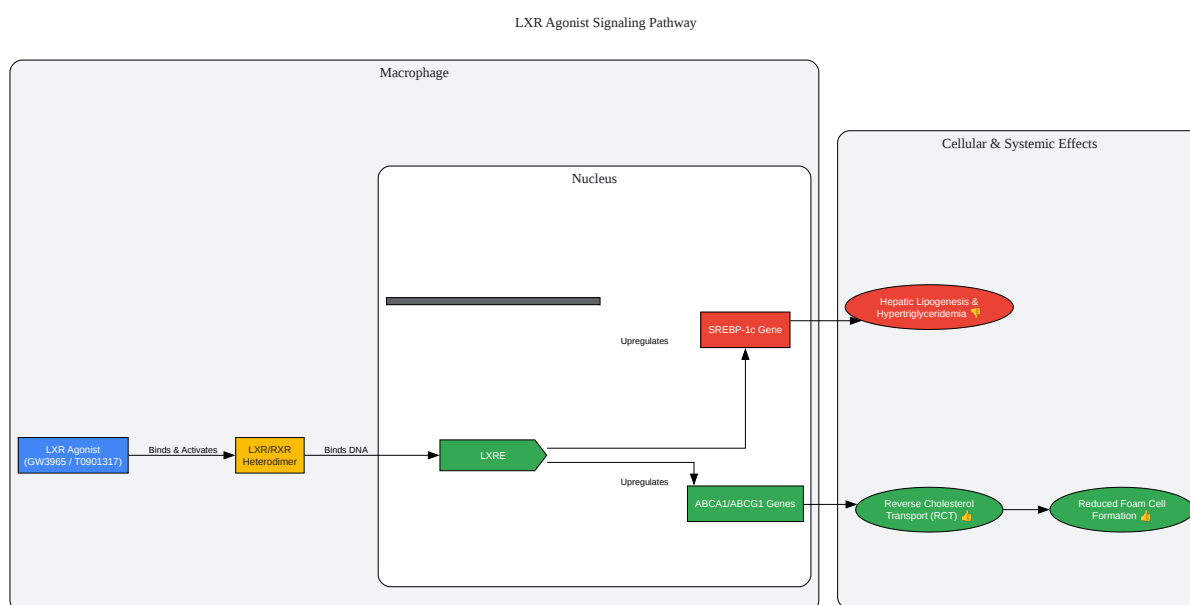 LXR Agonist Signaling Pathway
Macrophage
Cellular & Systemic Effects
Nucleus
Hepatic Lipogenesis &
Hypertriglyceridemia 👎
SREBP-1c Gene
Upregulates
LXR Agonist
(GW3965 / T0901317)
Binds & Activates
LXR/RXR
Heterodimer
Binds DNA
LXRE
Upregulates
ABCA1/ABCG1 Genes
Reverse Cholesterol
Transport (RCT) 👍
Reduced Foam Cell
Formation 👍